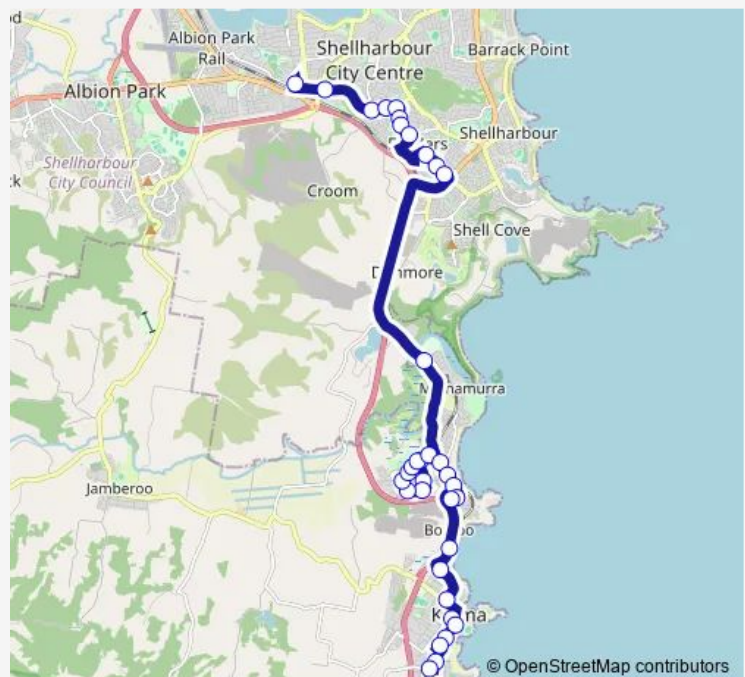 Albion Park
Rail
Shellharbour
City Centre
Barrack Point
Albion Park
Shellharbour
Shellharbour
City Council
Croom
Shell Cove
Jamberoo
© OpenStreetMap contributors